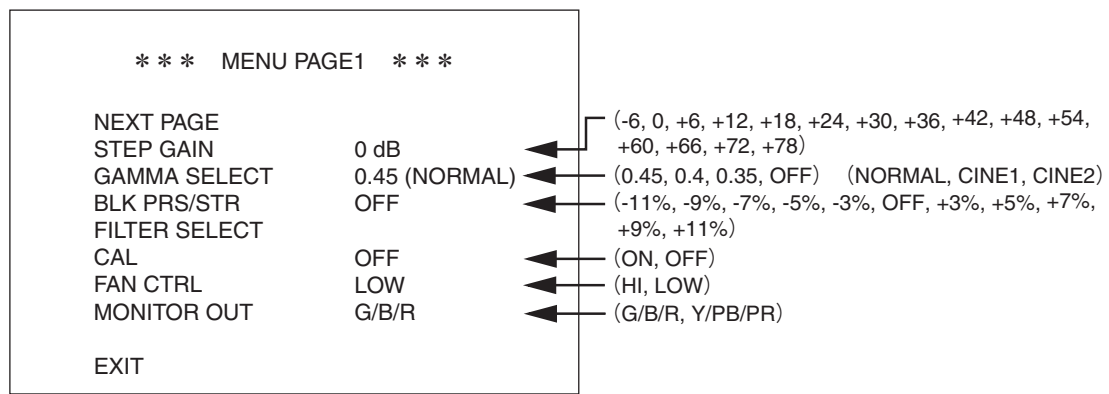 *** MENU PAGE1 ***
NEXT PAGE
STEP GAIN 0 dB (-6, 0, +6, +12, +18, +24, +30, +36, +42, +48, +54,
+60, +66, +72, +78)
GAMMA SELECT 0.45 (NORMAL) (0.45, 0.4, 0.35, OFF) (NORMAL, CINE1, CINE2)
BLK PRS/STR OFF (-11%, -9%, -7%, -5%, -3%, OFF, +3%, +5%, +7%,
+9%, +11%)
FILTER SELECT
CAL OFF (ON, OFF)
FAN CTRL LOW (HI, LOW)
MONITOR OUT G/B/R (G/B/R, Y/PB/PR)
EXIT